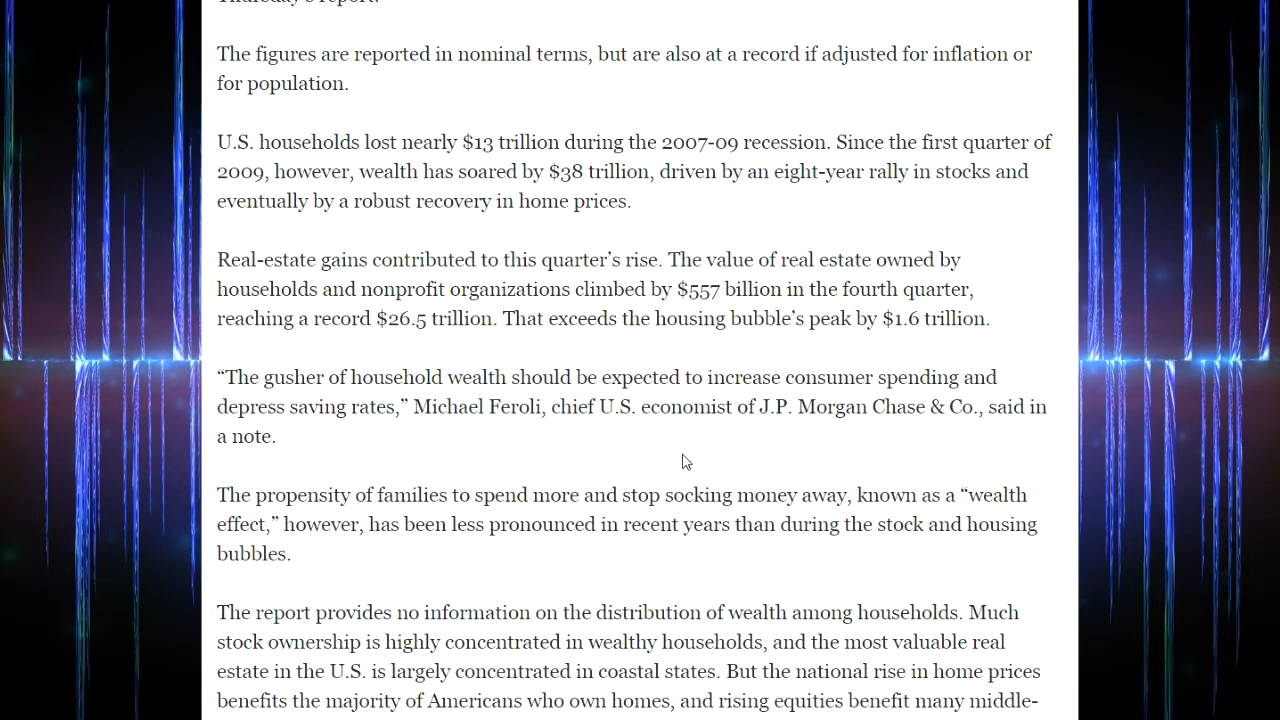 Thursday's report.
The figures are reported in nominal terms, but are also at a record if adjusted for inflation or
for population.
U.S. households lost nearly $13 trillion during the 2007-09 recession. Since the first quarter of
2009, however, wealth has soared by $38 trillion, driven by an eight-year rally in stocks and
eventually by a robust recovery in home prices.
Real-estate gains contributed to this quarter’s rise. The value of real estate owned by
households and nonprofit organizations climbed by $557 billion in the fourth quarter,
reaching a record $26.5 trillion. That exceeds the housing bubble’s peak by $1.6 trillion.
“The gusher of household wealth should be expected to increase consumer spending and
depress saving rates,” Michael Feroli, chief U.S. economist of J.P. Morgan Chase & Co., said in
a note.
The propensity of families to spend more and stop socking money away, known as a “wealth
effect,” however, has been less pronounced in recent years than during the stock and housing
bubbles.
The report provides no information on the distribution of wealth among households. Much
stock ownership is highly concentrated in wealthy households, and the most valuable real
estate in the U.S. is largely concentrated in coastal states. But the national rise in home prices
benefits the majority of Americans who own homes, and rising equities benefit many middle-